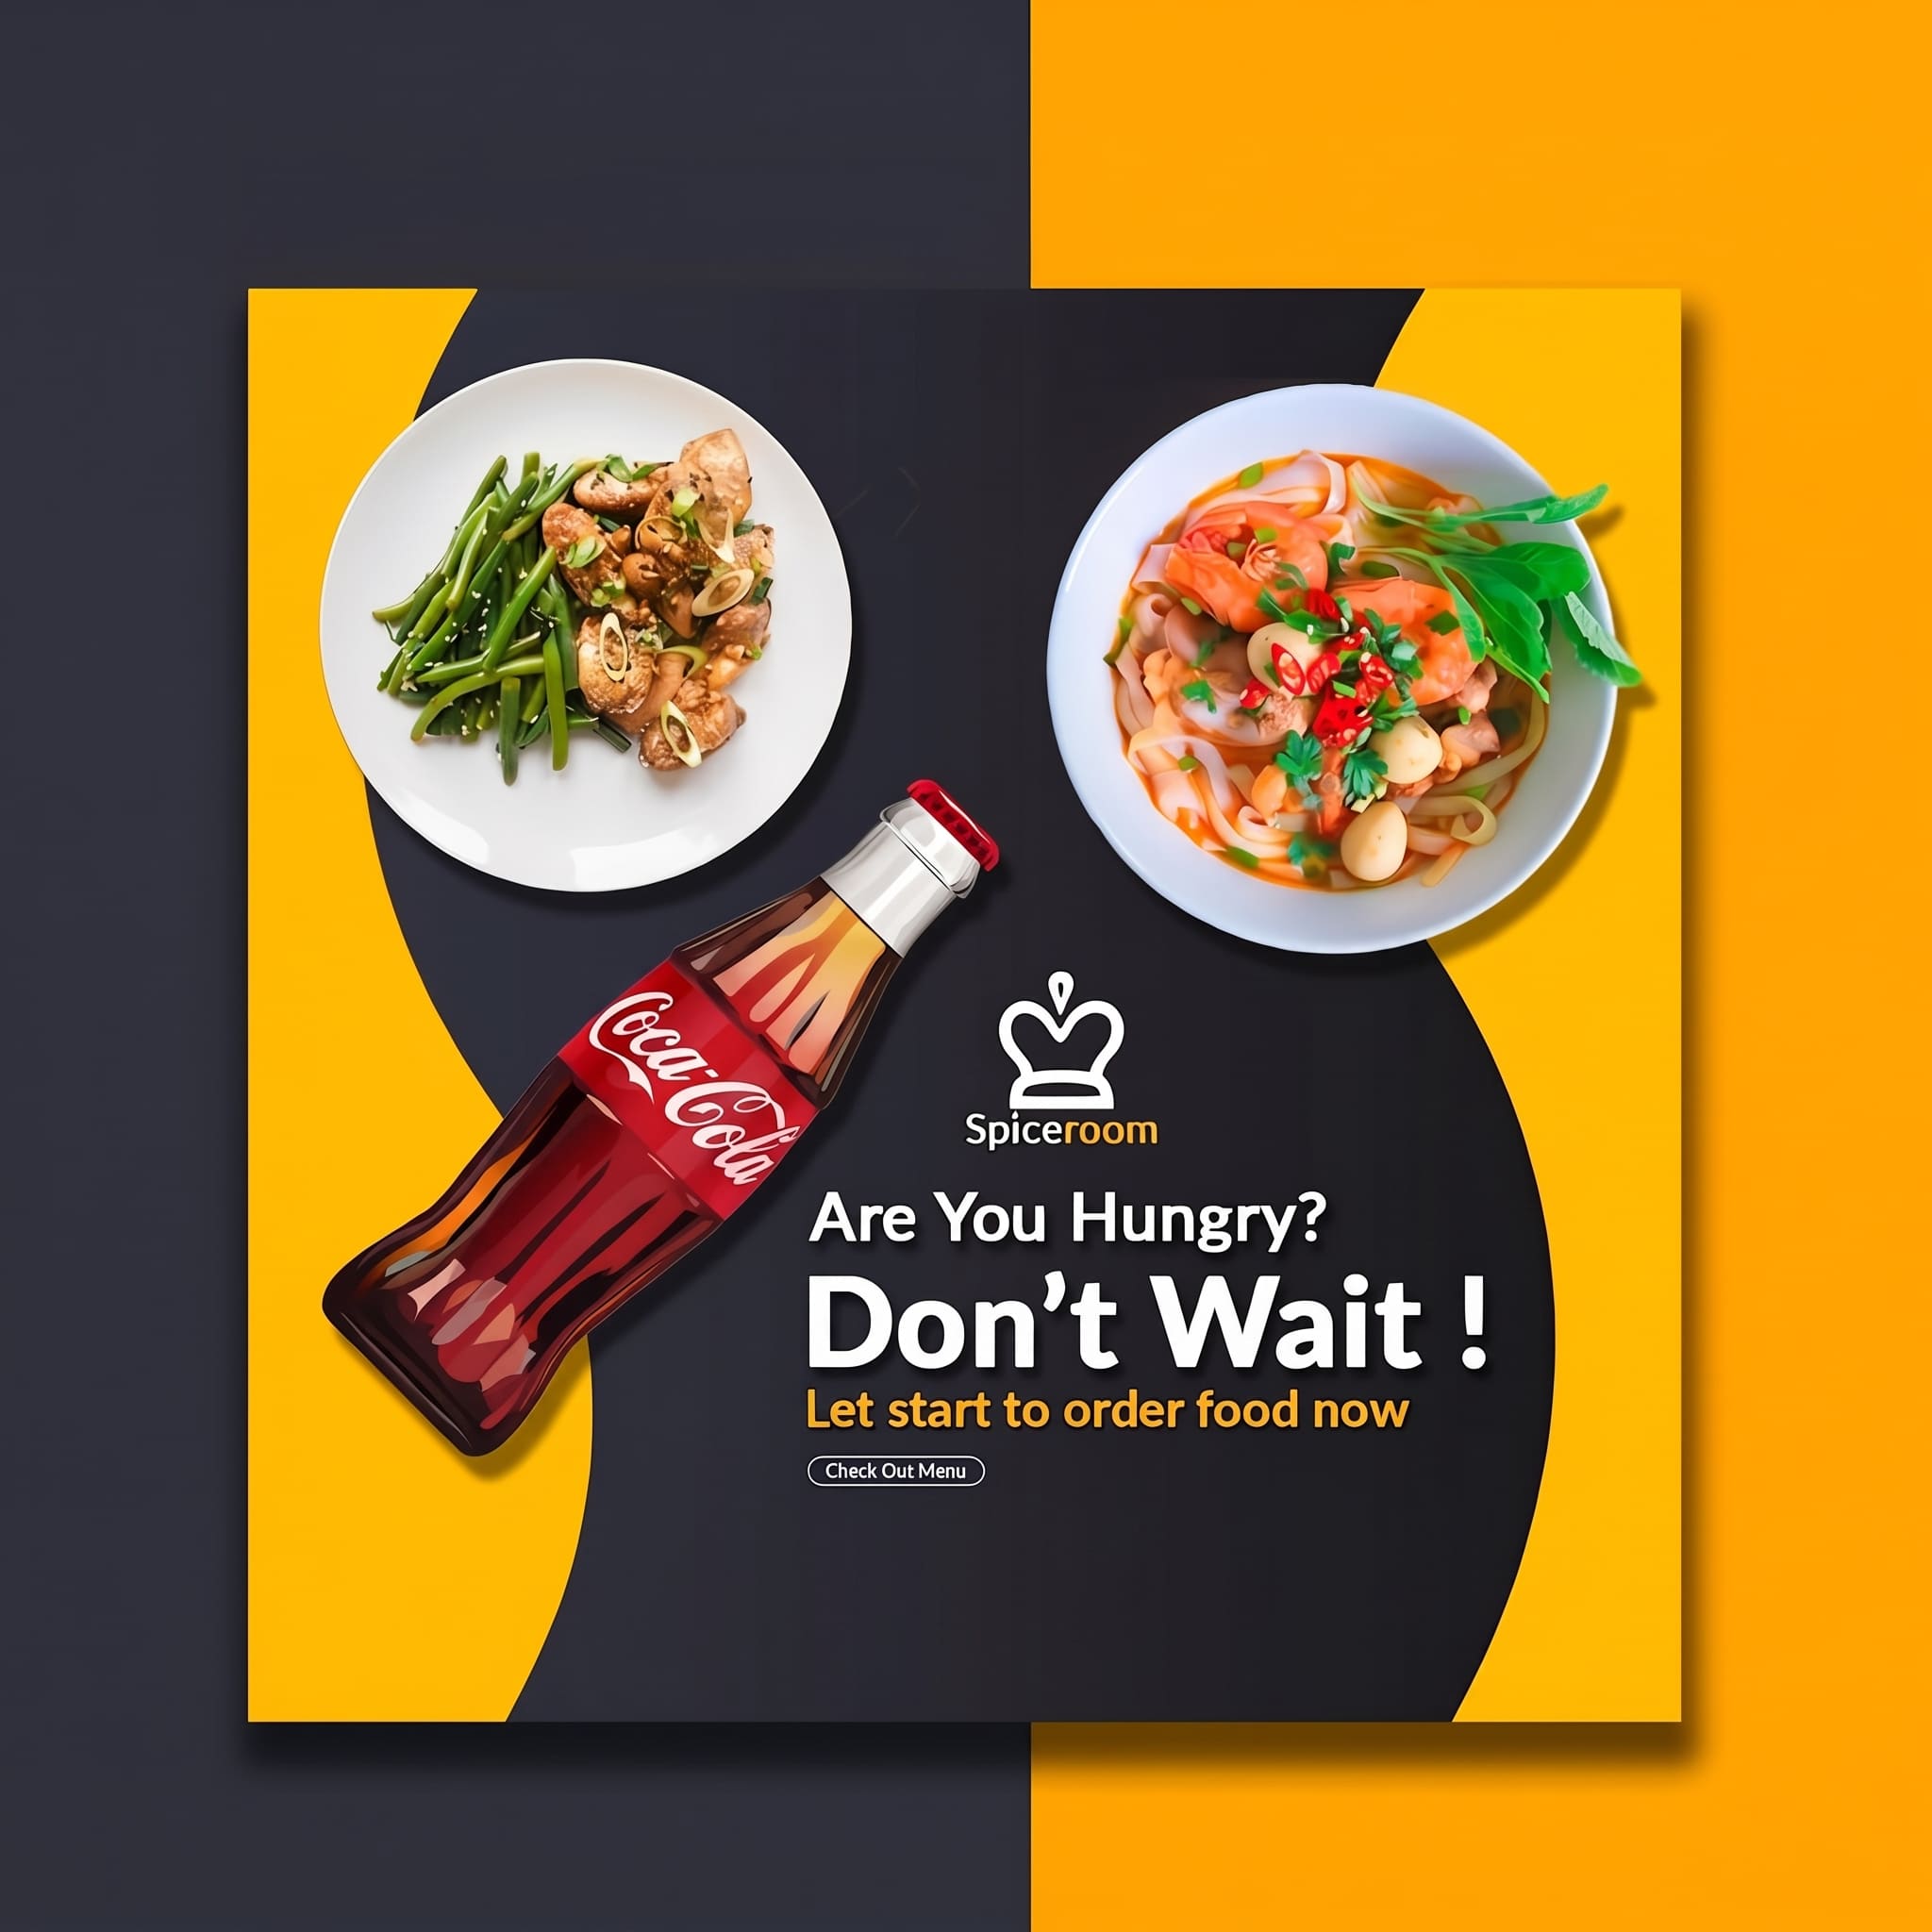 Coca-Cola
Spiceroom
Are You Hungry?
Don’t Wait !
Let start to order food now
Check Out Menu